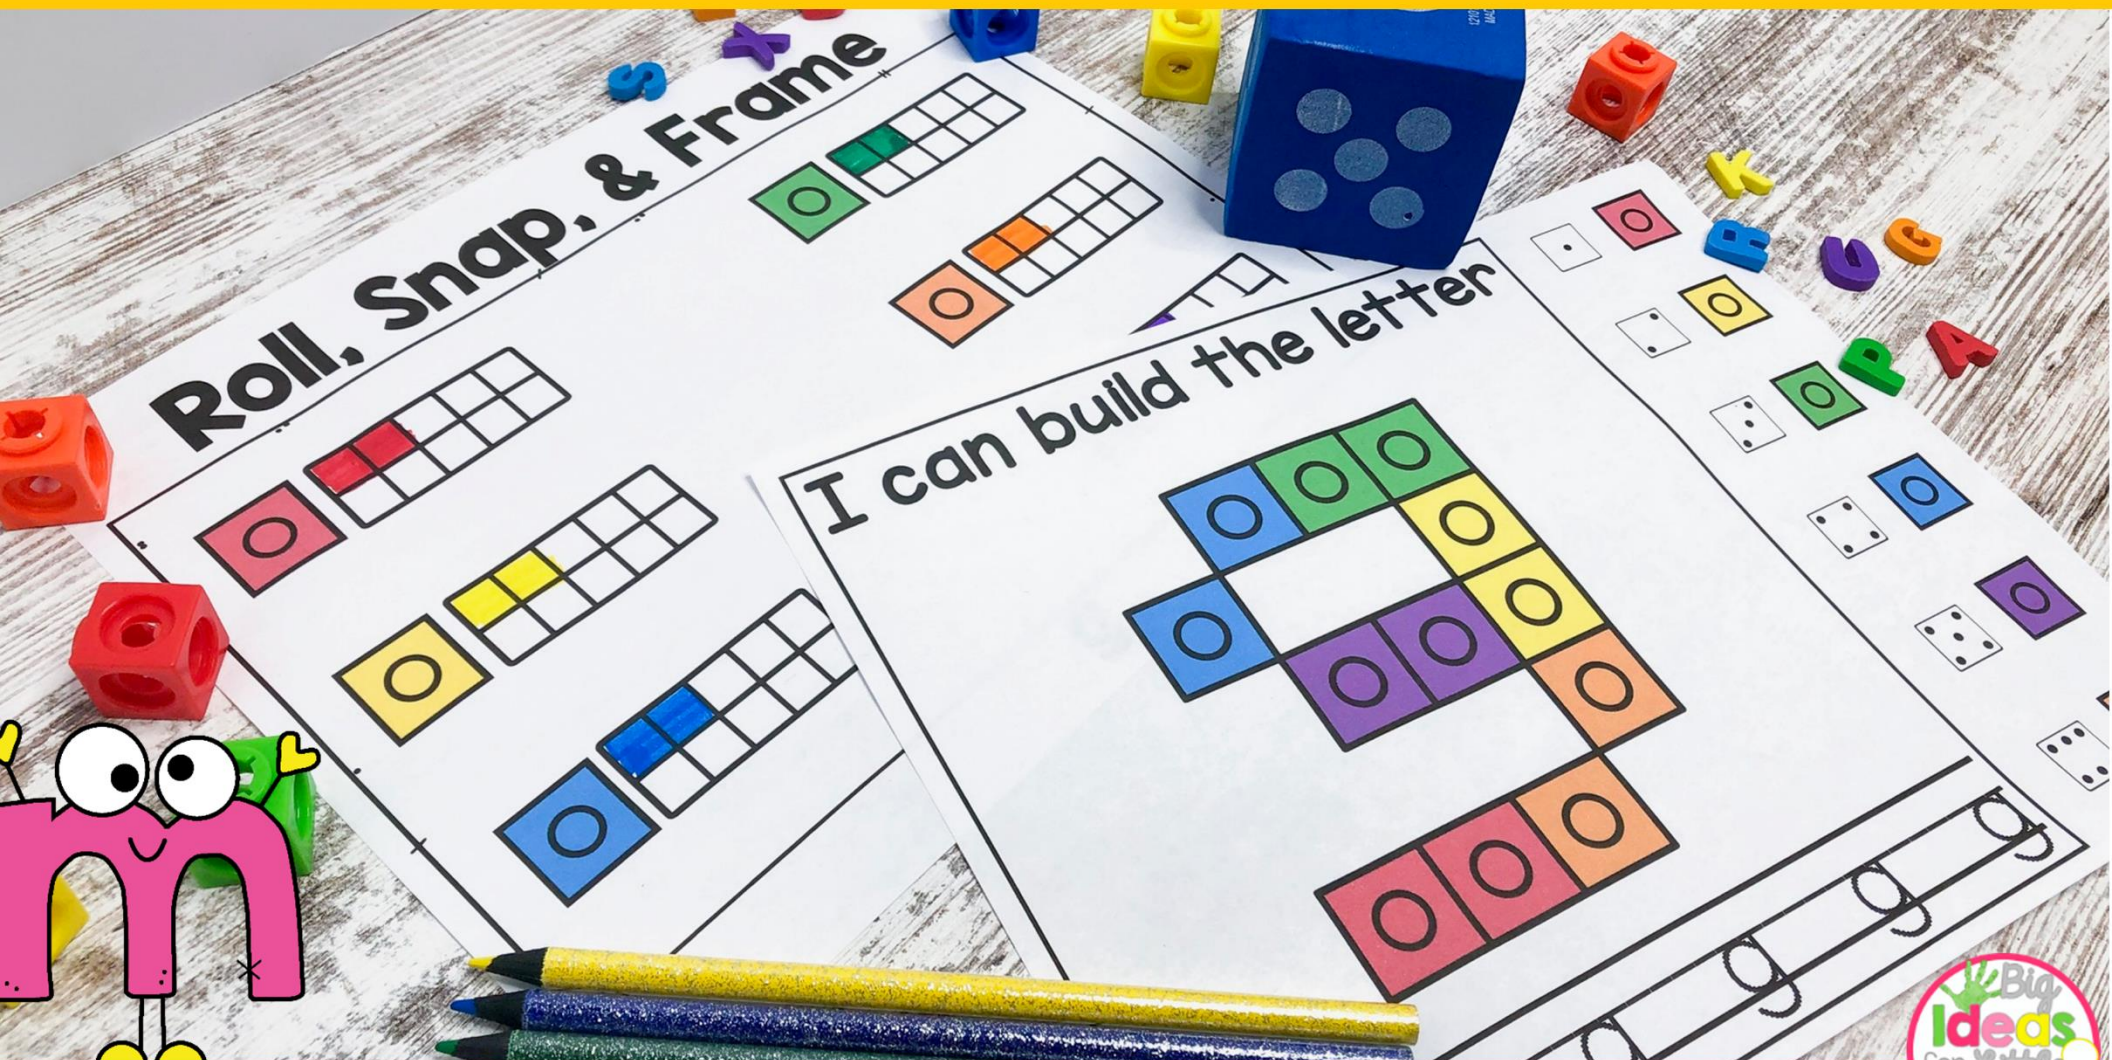 Roll, Snap, & Frame
I can build the letter
g g g
S
X
K
R
U
G
P
A
m
Big
Ideas